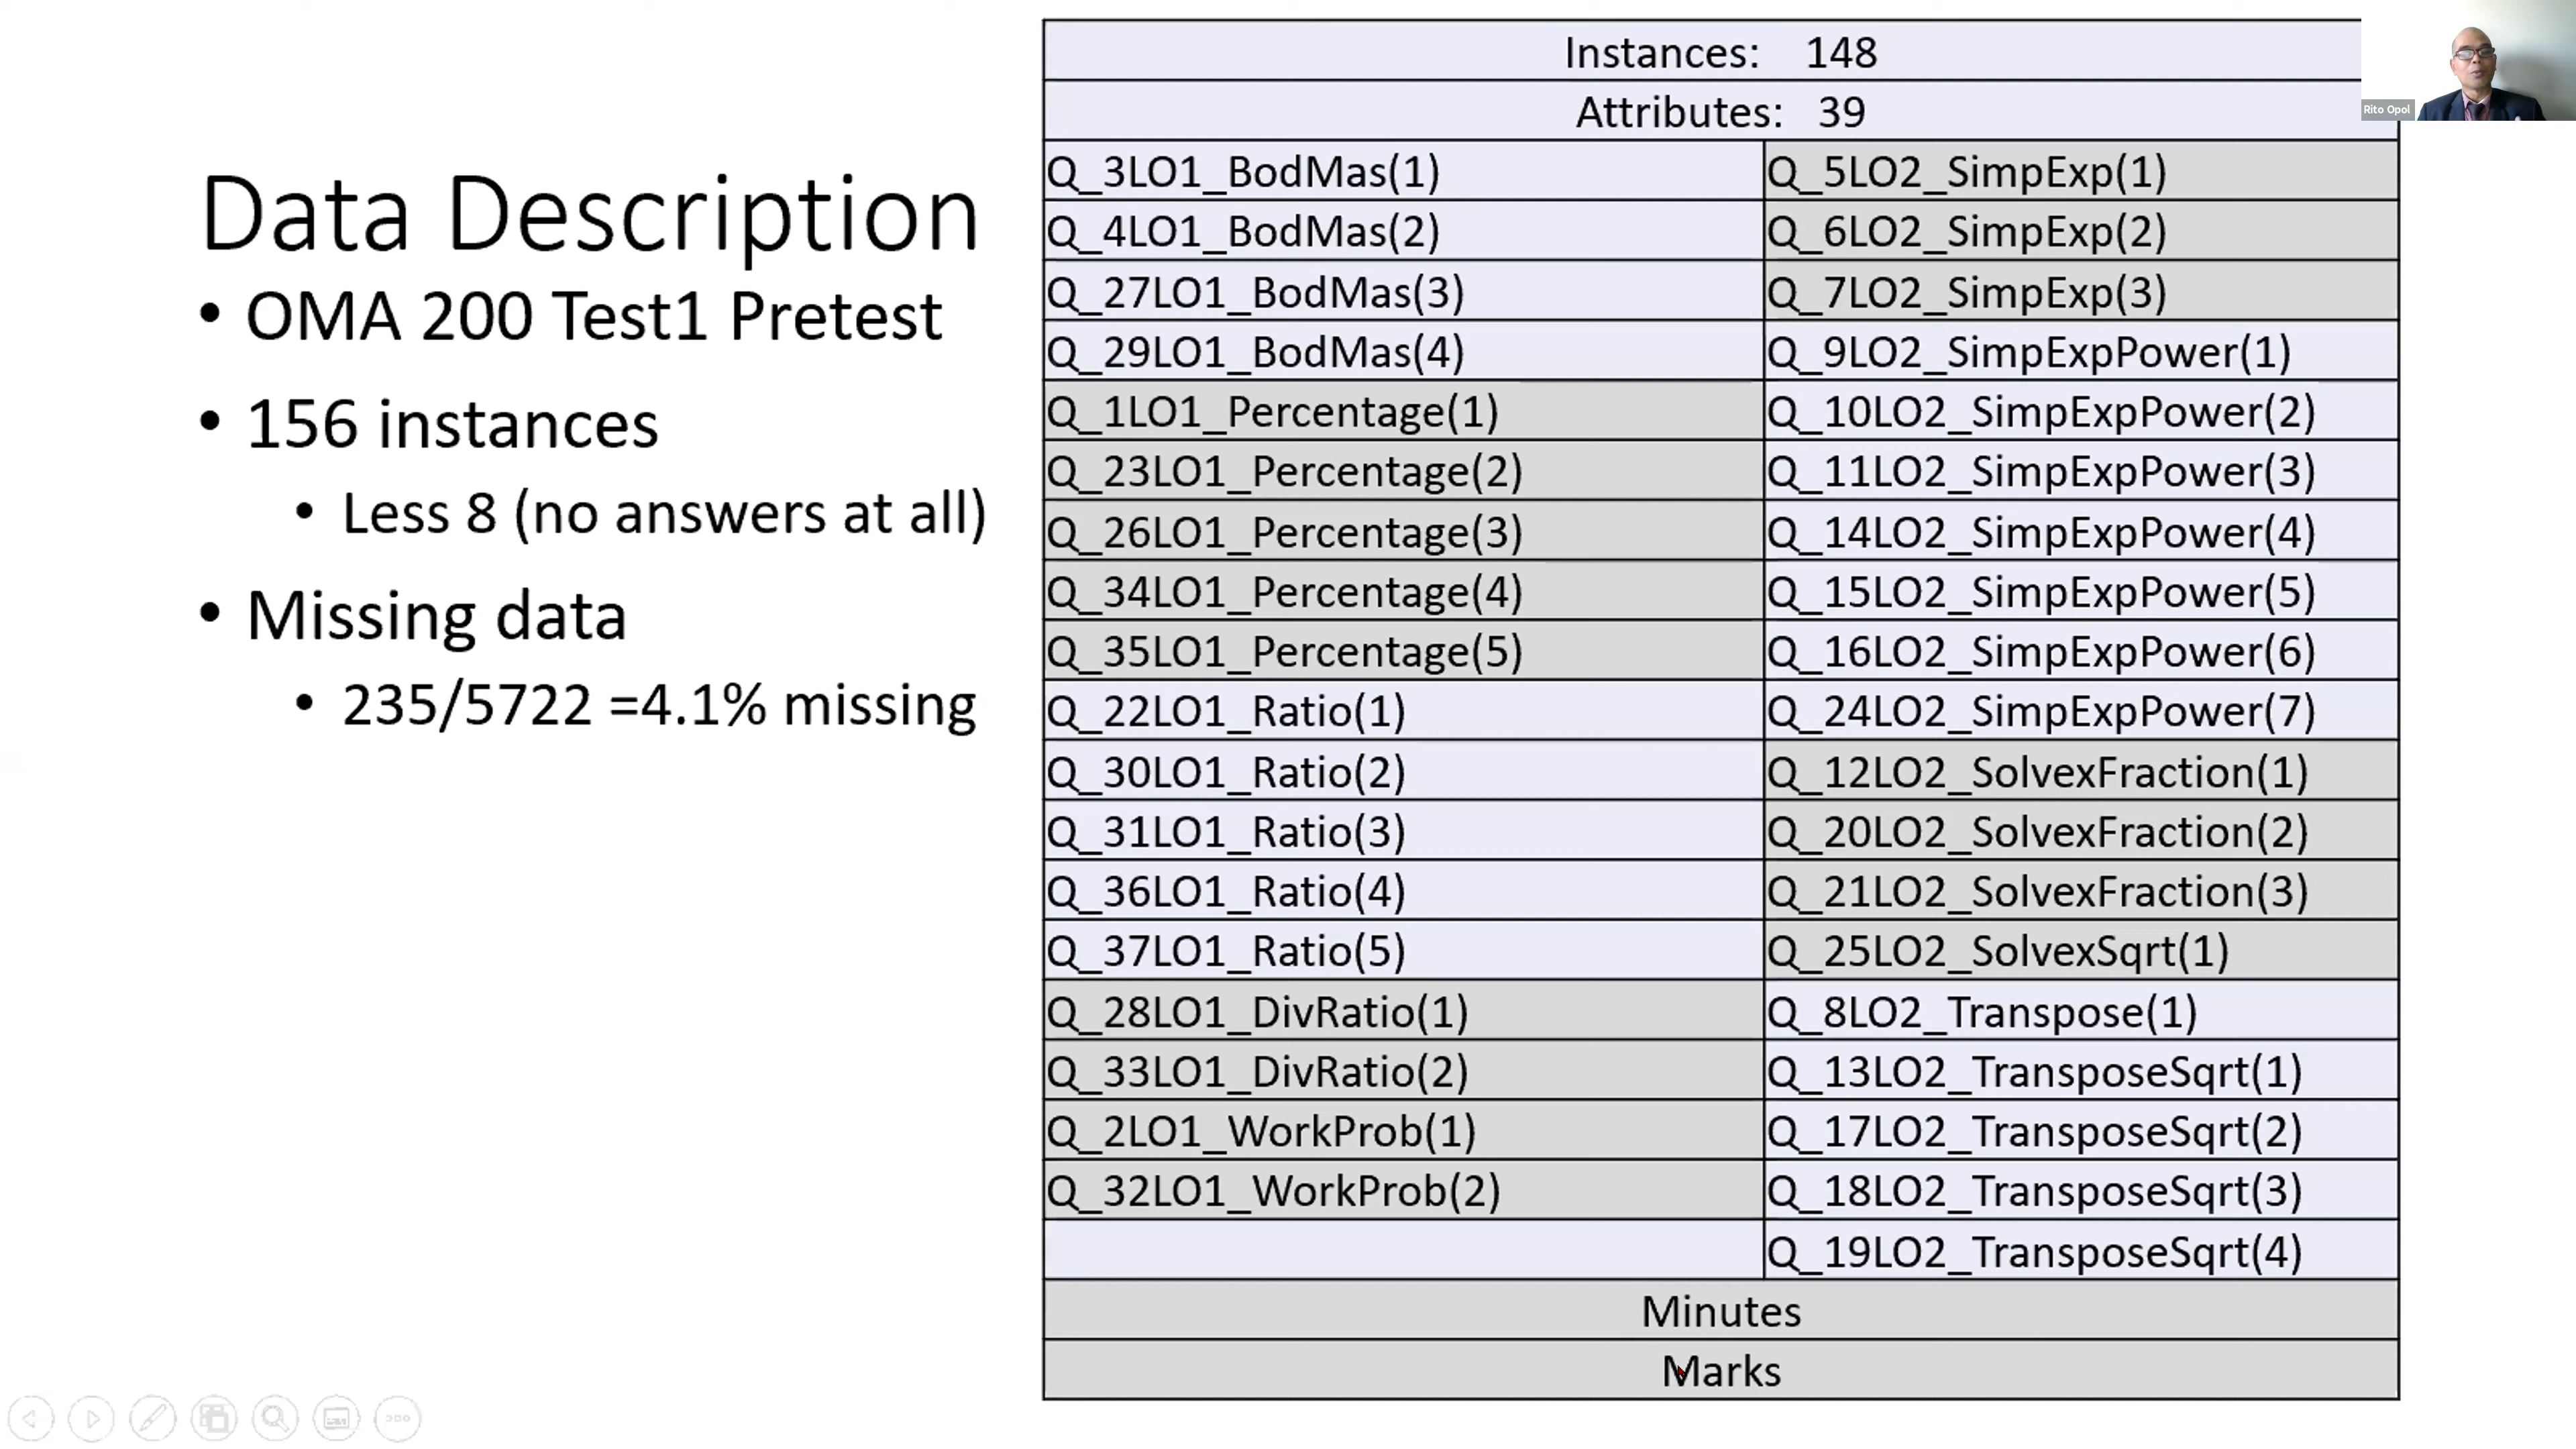 Data Description
• OMA 200 Test1 Pretest
• 156 instances
• Less 8 (no answers at all)
• Missing data
• 235/5722 =4.1% missing
Instances: 148
Attributes: 39
Q_3LO1_BodMas(1) Q_5LO2_SimpExp(1)
Q_4LO1_BodMas(2) Q_6LO2_SimpExp(2)
Q_27LO1_BodMas(3) Q_7LO2_SimpExp(3)
Q_29LO1_BodMas(4) Q_9LO2_SimpExpPower(1)
Q_1LO1_Percentage(1) Q_10LO2_SimpExpPower(2)
Q_23LO1_Percentage(2) Q_11LO2_SimpExpPower(3)
Q_26LO1_Percentage(3) Q_14LO2_SimpExpPower(4)
Q_34LO1_Percentage(4) Q_15LO2_SimpExpPower(5)
Q_35LO1_Percentage(5) Q_16LO2_SimpExpPower(6)
Q_22LO1_Ratio(1) Q_24LO2_SimpExpPower(7)
Q_30LO1_Ratio(2) Q_12LO2_SolvexFraction(1)
Q_31LO1_Ratio(3) Q_20LO2_SolvexFraction(2)
Q_36LO1_Ratio(4) Q_21LO2_SolvexFraction(3)
Q_37LO1_Ratio(5) Q_25LO2_SolvexSqrt(1)
Q_28LO1_DivRatio(1) Q_8LO2_Transpose(1)
Q_33LO1_DivRatio(2) Q_13LO2_TransposeSqrt(1)
Q_2LO1_WorkProb(1) Q_17LO2_TransposeSqrt(2)
Q_32LO1_WorkProb(2) Q_18LO2_TransposeSqrt(3)
Q_19LO2_TransposeSqrt(4)
Minutes
Marks
Rito Opol